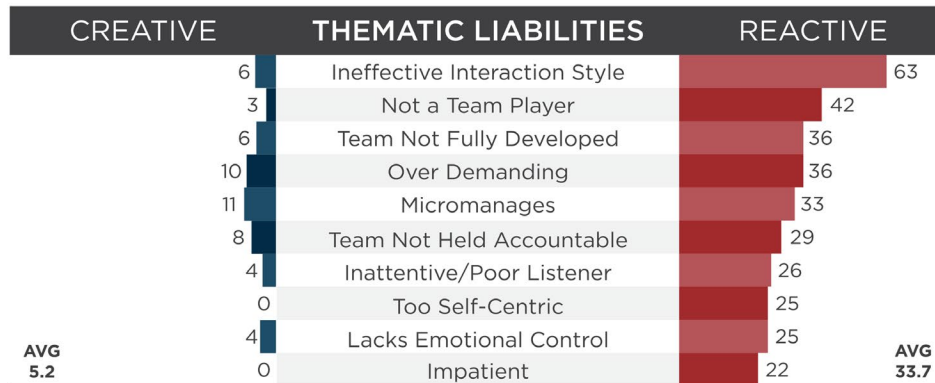 CREATIVE THEMATIC LIABILITIES REACTIVE
6 Ineffective Interaction Style 63
3 Not a Team Player 42
6 Team Not Fully Developed 36
10 Over Demanding 36
11 Micromanages 33
8 Team Not Held Accountable 29
4 Inattentive/Poor Listener 26
0 Too Self-Centric 25
4 Lacks Emotional Control 25
AVG AVG
5.2 0 Impatient 22 33.7